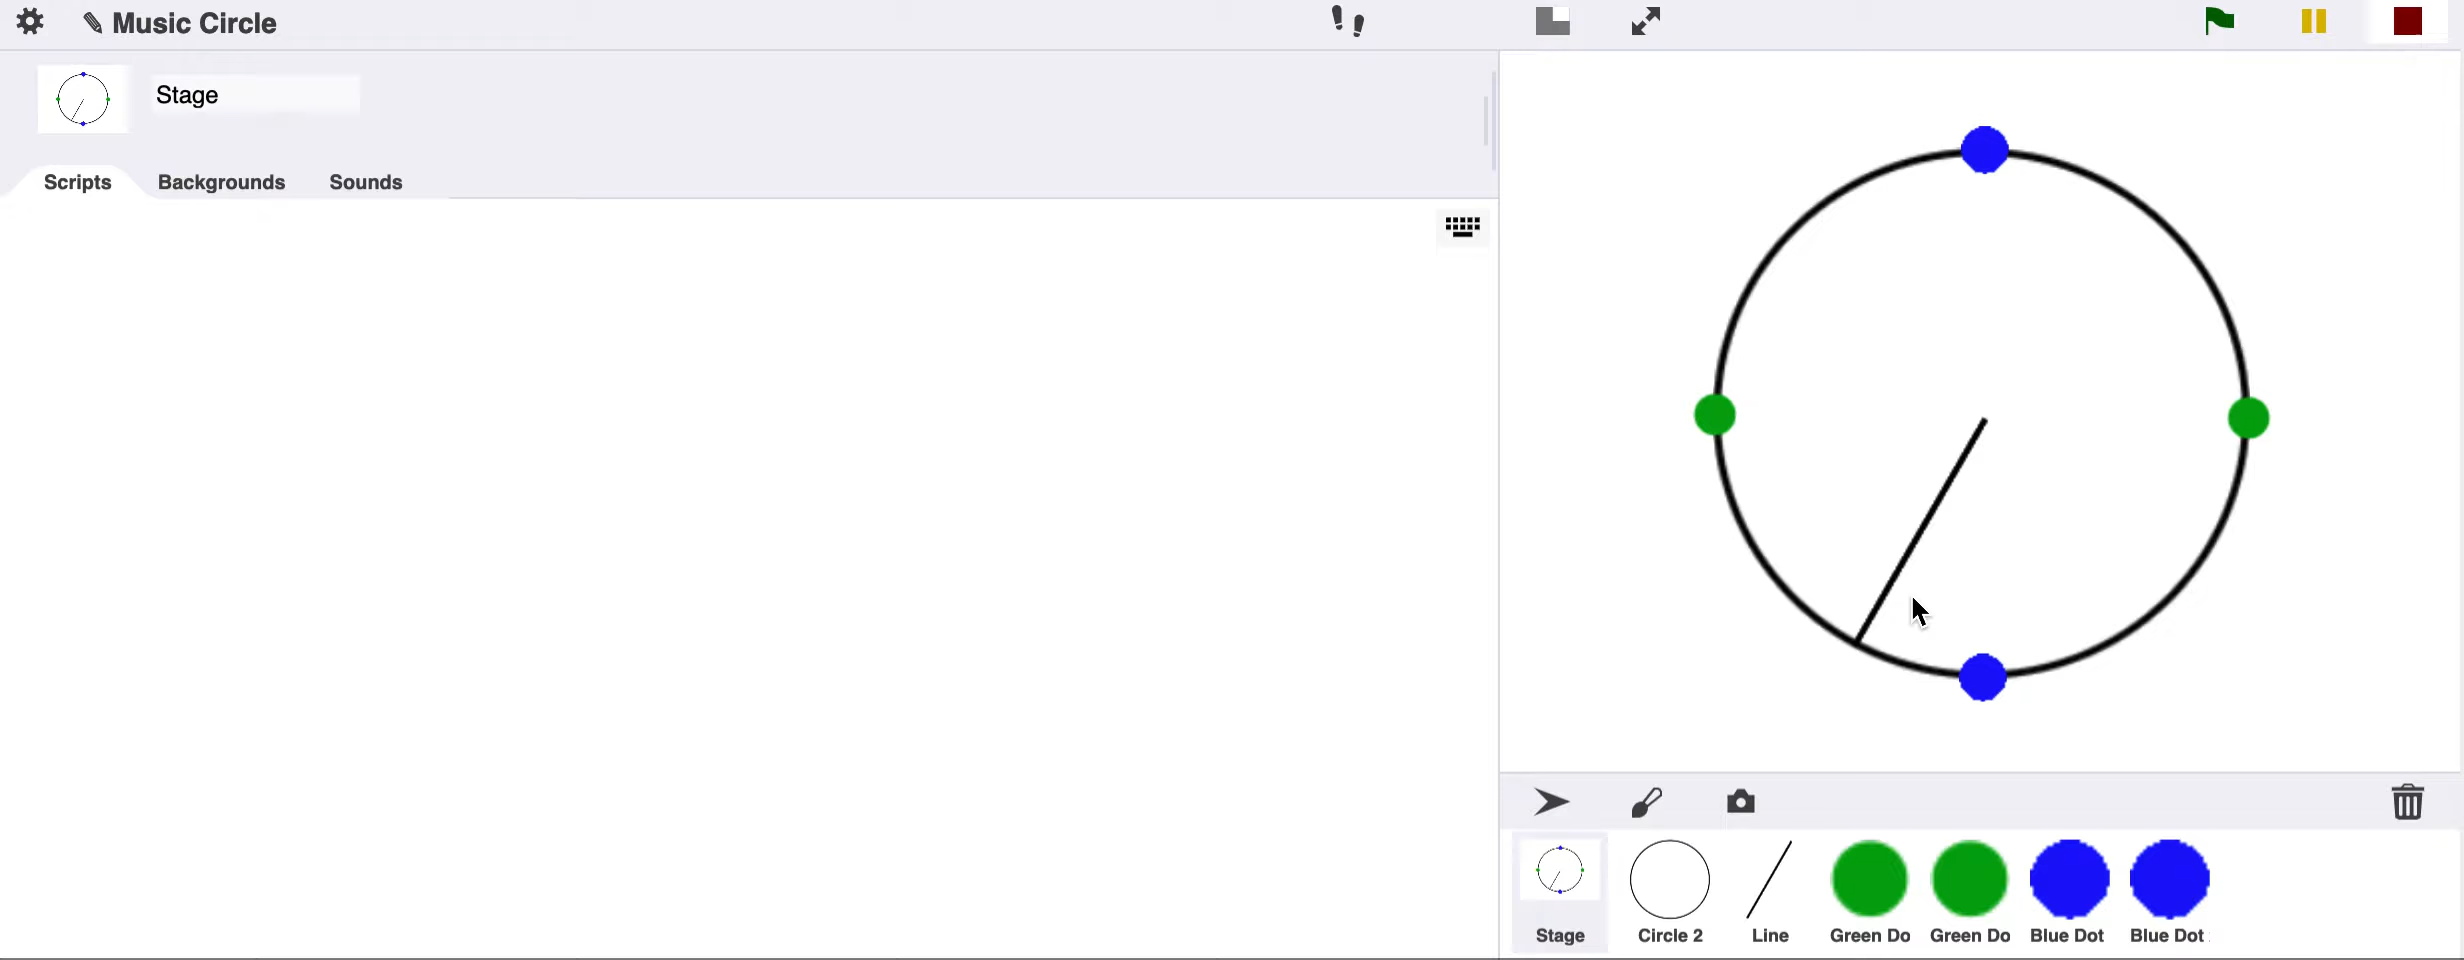 Music Circle
Stage
Scripts Backgrounds Sounds
Stage Circle 2 Line Green Do Green Do Blue Dot Blue Dot